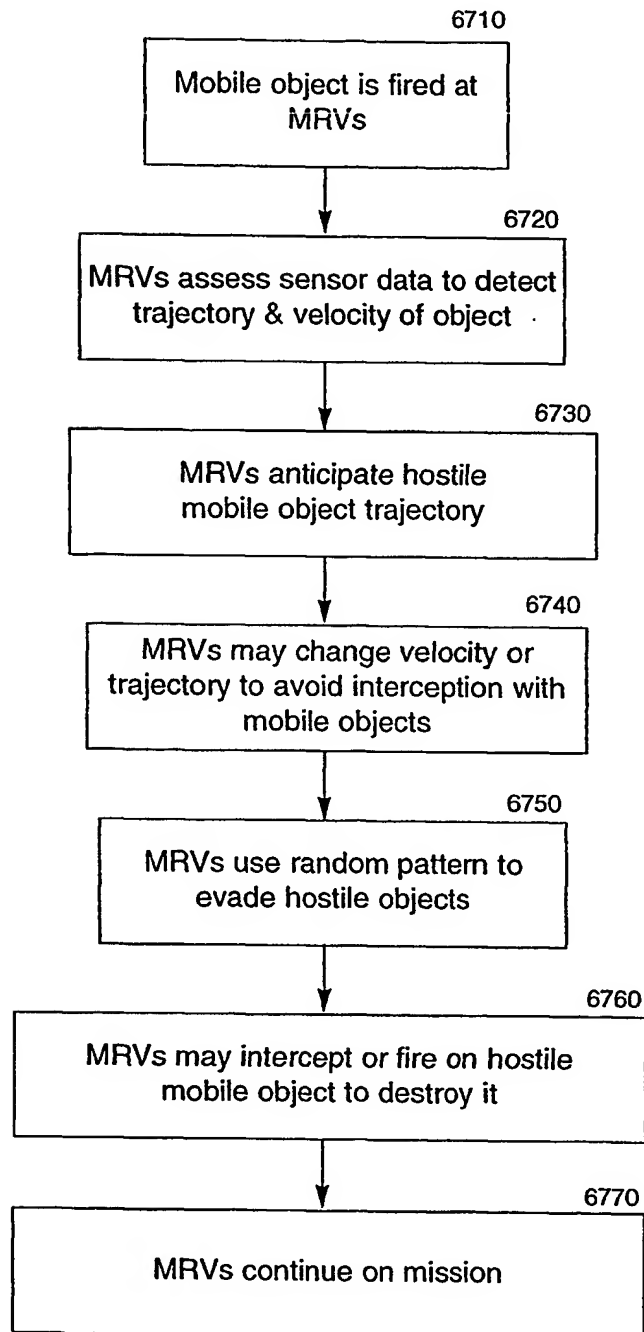 6710
Mobile object is fired at
MRVs
6720
MRVs assess sensor data to detect
trajectory & velocity of object
6730
MRVs anticipate hostile
mobile object trajectory
6740
MRVs may change velocity or
trajectory to avoid interception with
mobile objects
6750
MRVs use random pattern to
evade hostile objects
6760
MRVs may intercept or fire on hostile
mobile object to destroy it
6770
MRVs continue on mission